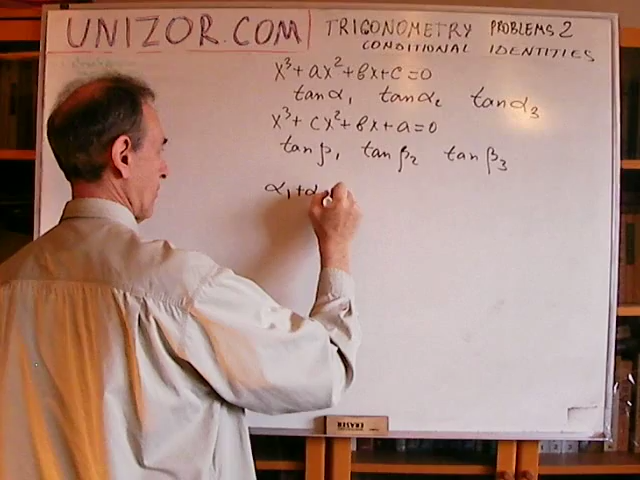 UNIZOR.COM
TRIGONOMETRY PROBLEMS 2
CONDITIONAL IDENTITIES
x³+ax²+bx+c=0
tanα₁ tanα₂ tanα₃
x³+cx²+bx+a=0
tanβ₁ tanβ₂ tanβ₃
α₁+α
ERASER